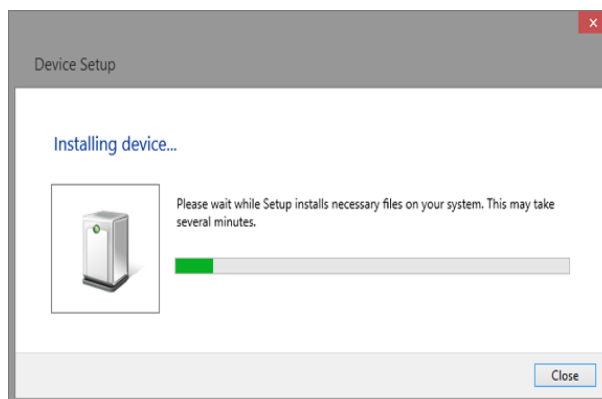 Device Setup
Installing device...
Please wait while Setup installs necessary files on your system. This may take
several minutes.
Close